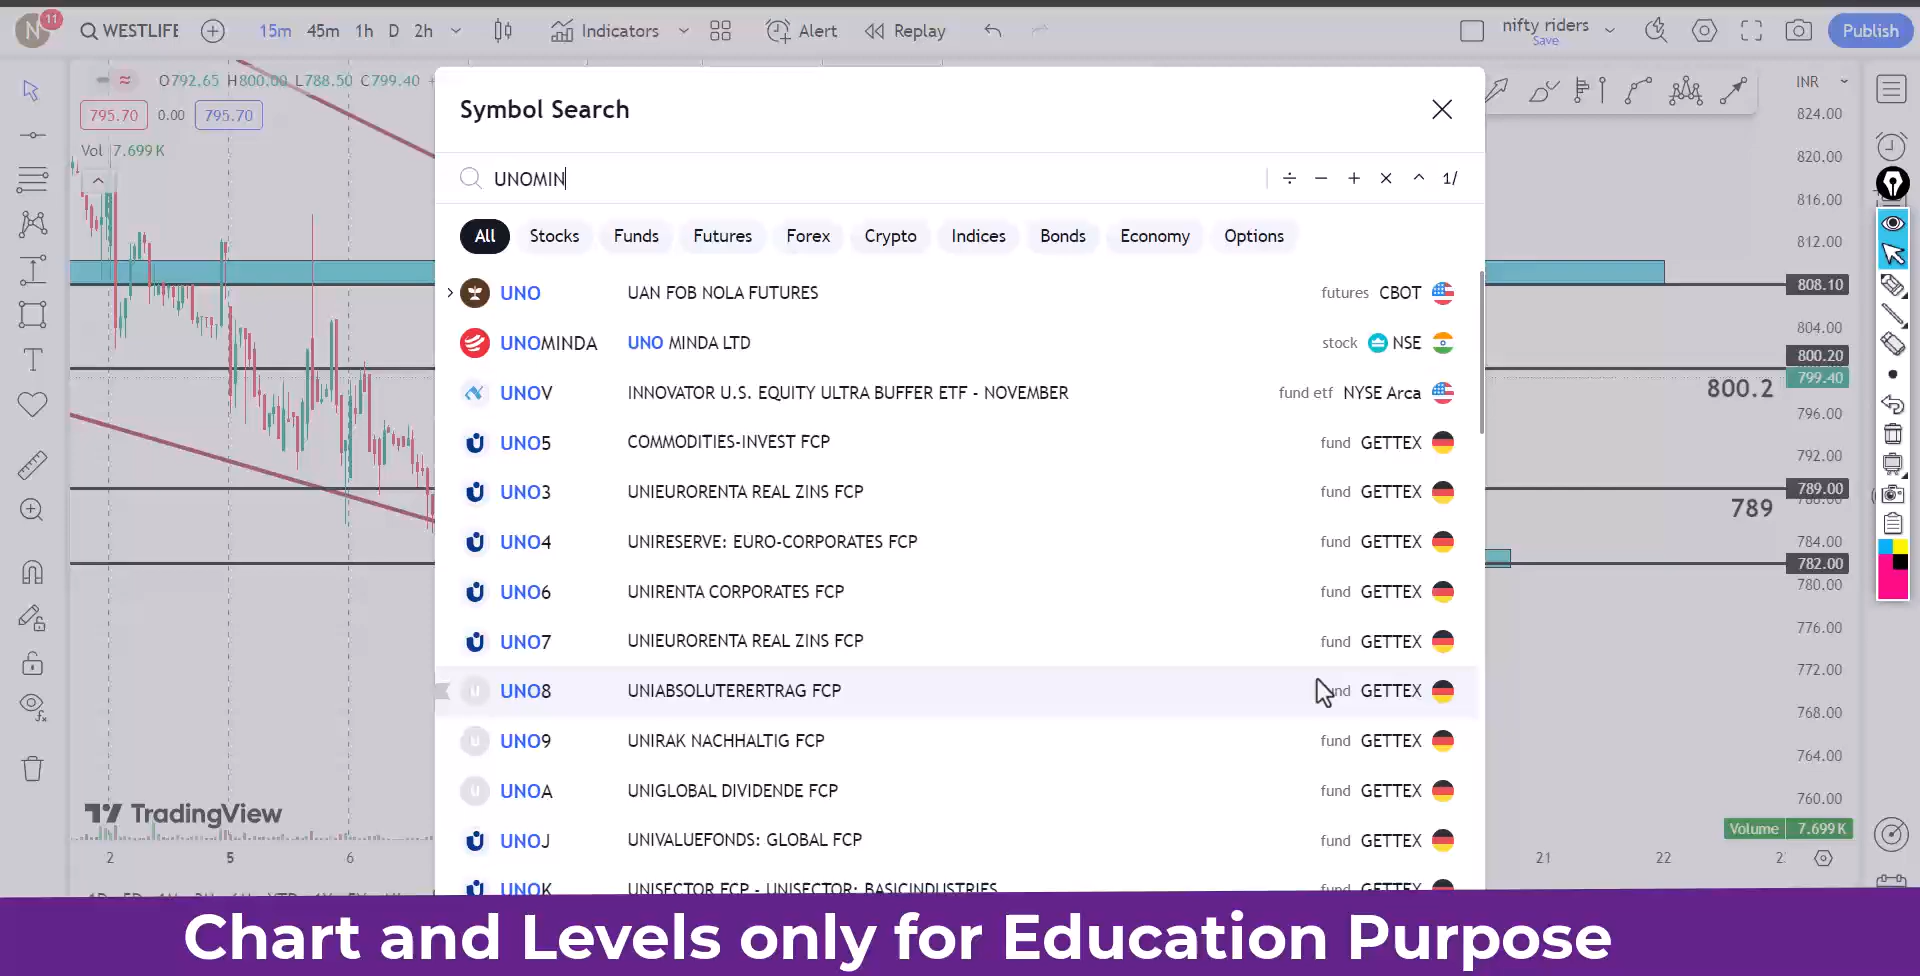 N
11
WESTLIFE
15m
45m
1h
D
2h
Indicators
Alert
Replay
nifty riders
Save
Publish
O792.65 H800.00 L788.50 C799.40
795.70
0.00
795.70
Vol 7.699 K
Symbol Search
UNOMIN
÷ − + × ^ 1/
All
Stocks
Funds
Futures
Forex
Crypto
Indices
Bonds
Economy
Options
UNO UAN FOB NOLA FUTURES futures CBOT
UNOMINDA UNO MINDA LTD stock NSE
UNOV INNOVATOR U.S. EQUITY ULTRA BUFFER ETF - NOVEMBER fund etf NYSE Arca
UNO5 COMMODITIES-INVEST FCP fund GETTEX
UNO3 UNIEURORENTA REAL ZINS FCP fund GETTEX
UNO4 UNIRESERVE: EURO-CORPORATES FCP fund GETTEX
UNO6 UNIRENTA CORPORATES FCP fund GETTEX
UNO7 UNIEURORENTA REAL ZINS FCP fund GETTEX
UNO8 UNIABSOLUTERERTRAG FCP GETTEX
UNO9 UNIRAK NACHHALTIG FCP fund GETTEX
UNOA UNIGLOBAL DIVIDENDE FCP fund GETTEX
UNOJ UNIVALUEFONDS: GLOBAL FCP fund GETTEX
UNOK UNISECTOR FCP - UNISECTOR: BASICINDUSTRIES fund GETTEX
INR
824.00
820.00
816.00
812.00
808.10
804.00
800.20
799.40
800.2
796.00
792.00
789.00
789
784.00
782.00
780.00
776.00
772.00
768.00
764.00
760.00
Volume 7.699 K
TradingView
2
5
6
21
22
Chart and Levels only for Education Purpose